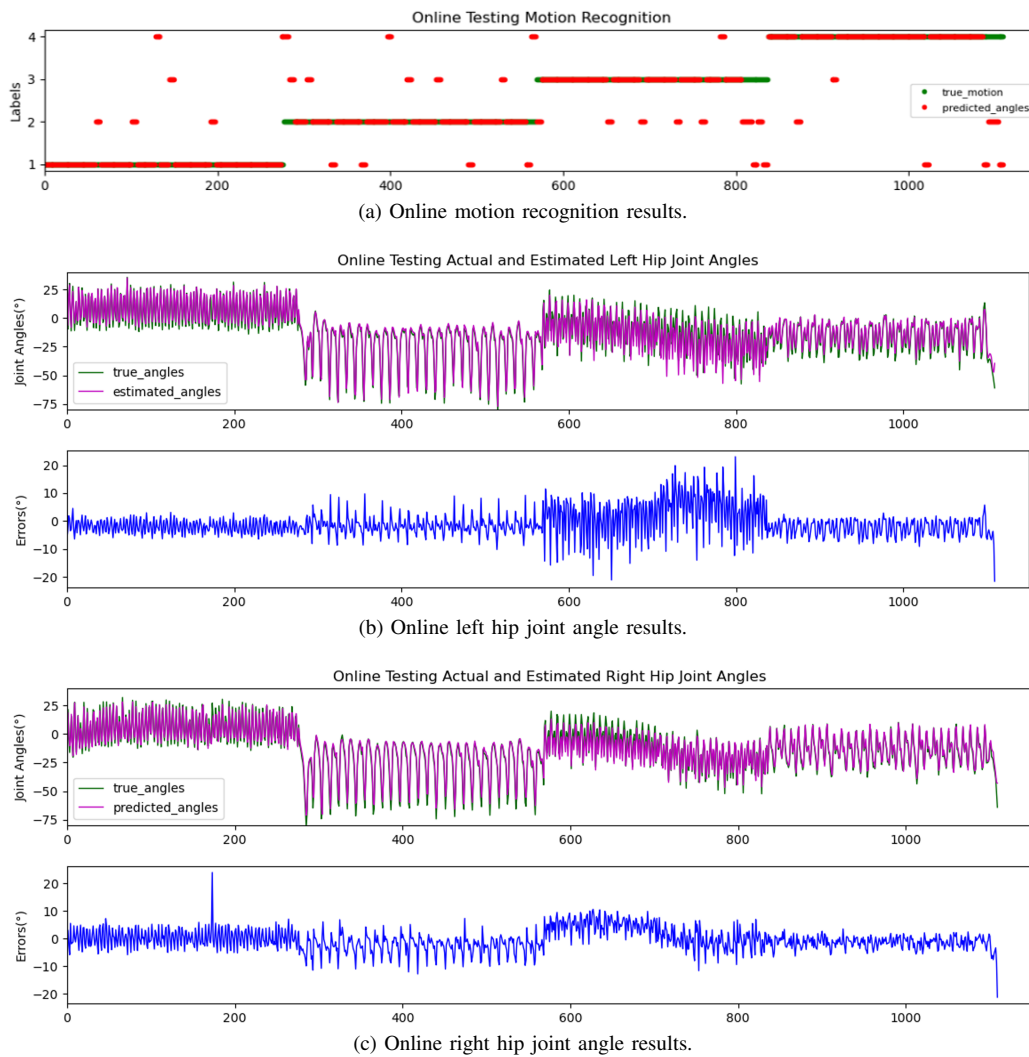 Online Testing Motion Recognition
Labels
4
3
2
1
true_motion
predicted_angles
0 200 400 600 800 1000
(a) Online motion recognition results.
Online Testing Actual and Estimated Left Hip Joint Angles
Joint Angles(°)
25
0
−25
−50
−75
true_angles
estimated_angles
0 200 400 600 800 1000
Errors(°)
20
10
0
−10
−20
0 200 400 600 800 1000
(b) Online left hip joint angle results.
Online Testing Actual and Estimated Right Hip Joint Angles
Joint Angles(°)
25
0
−25
−50
−75
true_angles
predicted_angles
0 200 400 600 800 1000
Errors(°)
20
10
0
−10
−20
0 200 400 600 800 1000
(c) Online right hip joint angle results.